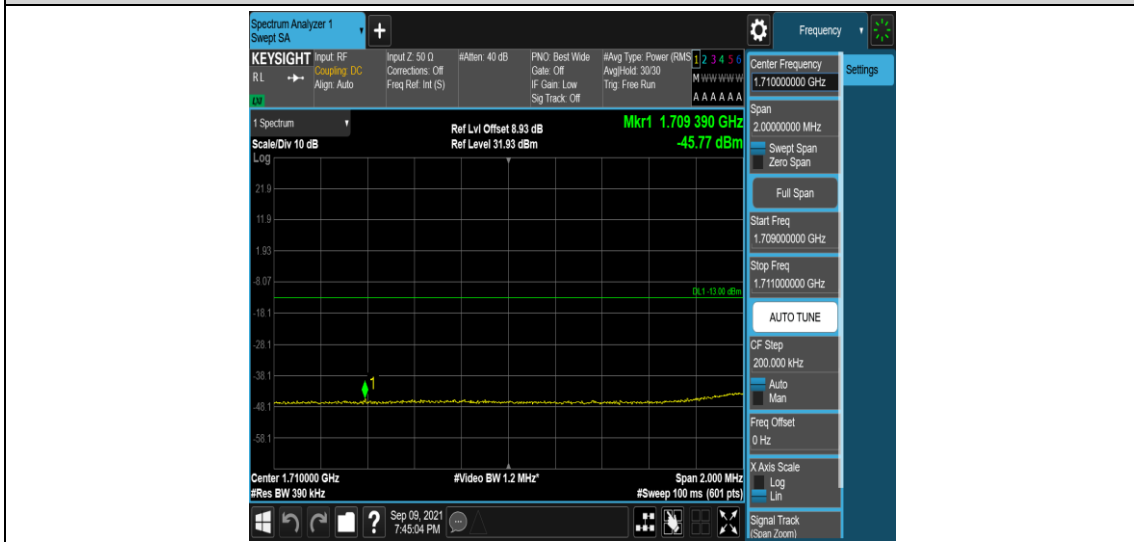 Spectrum Analyzer 1
Swept SA
+
Frequency
KEYSIGHT
RL
LXI
Input: RF
Coupling: DC
Align: Auto
Input Z: 50 Ω
Corrections: Off
Freq Ref: Int (S)
#Atten: 40 dB
PNO: Best Wide
Gate: Off
IF Gain: Low
Sig Track: Off
#Avg Type: Power (RMS
Avg|Hold: 30/30
Trig: Free Run
1 2 3 4 5 6
M W W W W W
A A A A A A
Center Frequency
1.710000000 GHz
Settings
Span
2.00000000 MHz
Swept Span
Zero Span
Full Span
Start Freq
1.709000000 GHz
Stop Freq
1.711000000 GHz
AUTO TUNE
CF Step
200.000 kHz
Auto
Man
Freq Offset
0 Hz
X Axis Scale
Log
Lin
Signal Track
(Span Zoom)
1 Spectrum
Scale/Div 10 dB
Log
Ref Lvl Offset 8.93 dB
Ref Level 31.93 dBm
Mkr1 1.709 390 GHz
-45.77 dBm
21.9
11.9
1.93
-8.07
DL1 -13.00 dBm
-18.1
-28.1
-38.1
1
-48.1
-58.1
Center 1.710000 GHz
#Res BW 390 kHz
#Video BW 1.2 MHz*
Span 2.000 MHz
#Sweep 100 ms (601 pts)
?
Sep 09, 2021
7:45:04 PM